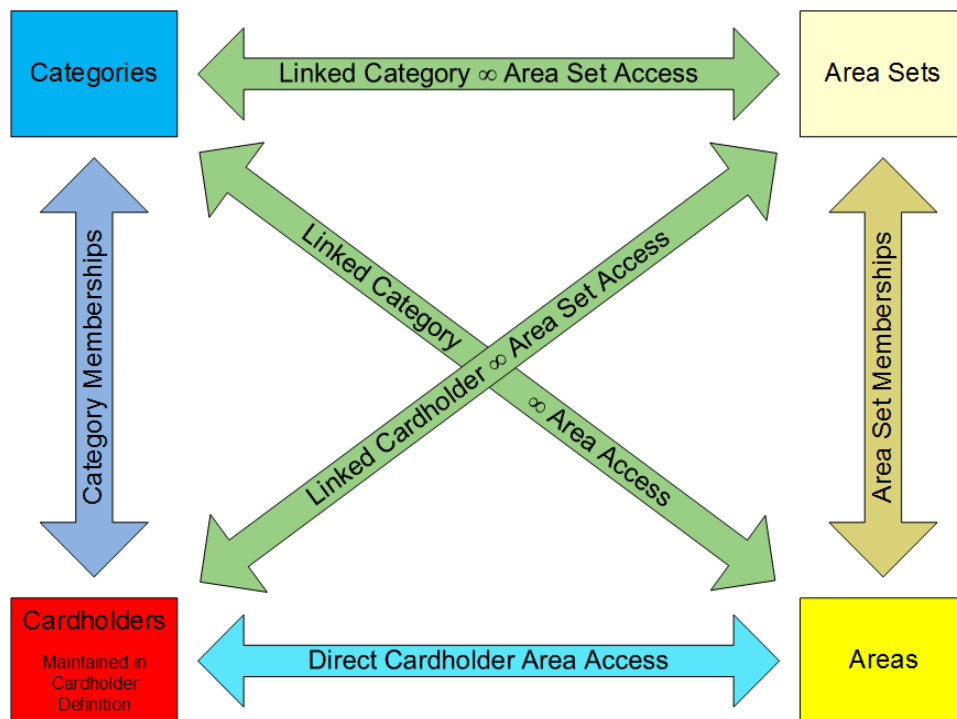 Categories
Linked Category ∞ Area Set Access
Area Sets
Category Memberships
Linked Category
∞ Area Access
Linked Cardholder ∞ Area Set Access
Area Set Memberships
Cardholders
Maintained in
Cardholder
Definition
Direct Cardholder Area Access
Areas